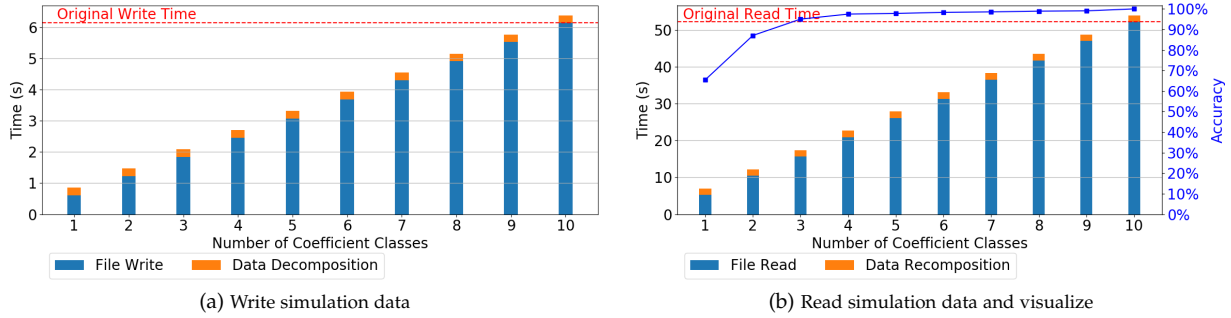 Original Write Time
6
5
4
3
2
1
0
Time (s)
1 2 3 4 5 6 7 8 9 10
Number of Coefficient Classes
File Write Data Decomposition
(a) Write simulation data
Original Read Time
50
40
30
20
10
0
Time (s)
100%
90%
80%
70%
60%
50%
40%
30%
20%
10%
0%
Accuracy
1 2 3 4 5 6 7 8 9 10
Number of Coefficient Classes
File Read Data Recomposition
(b) Read simulation data and visualize